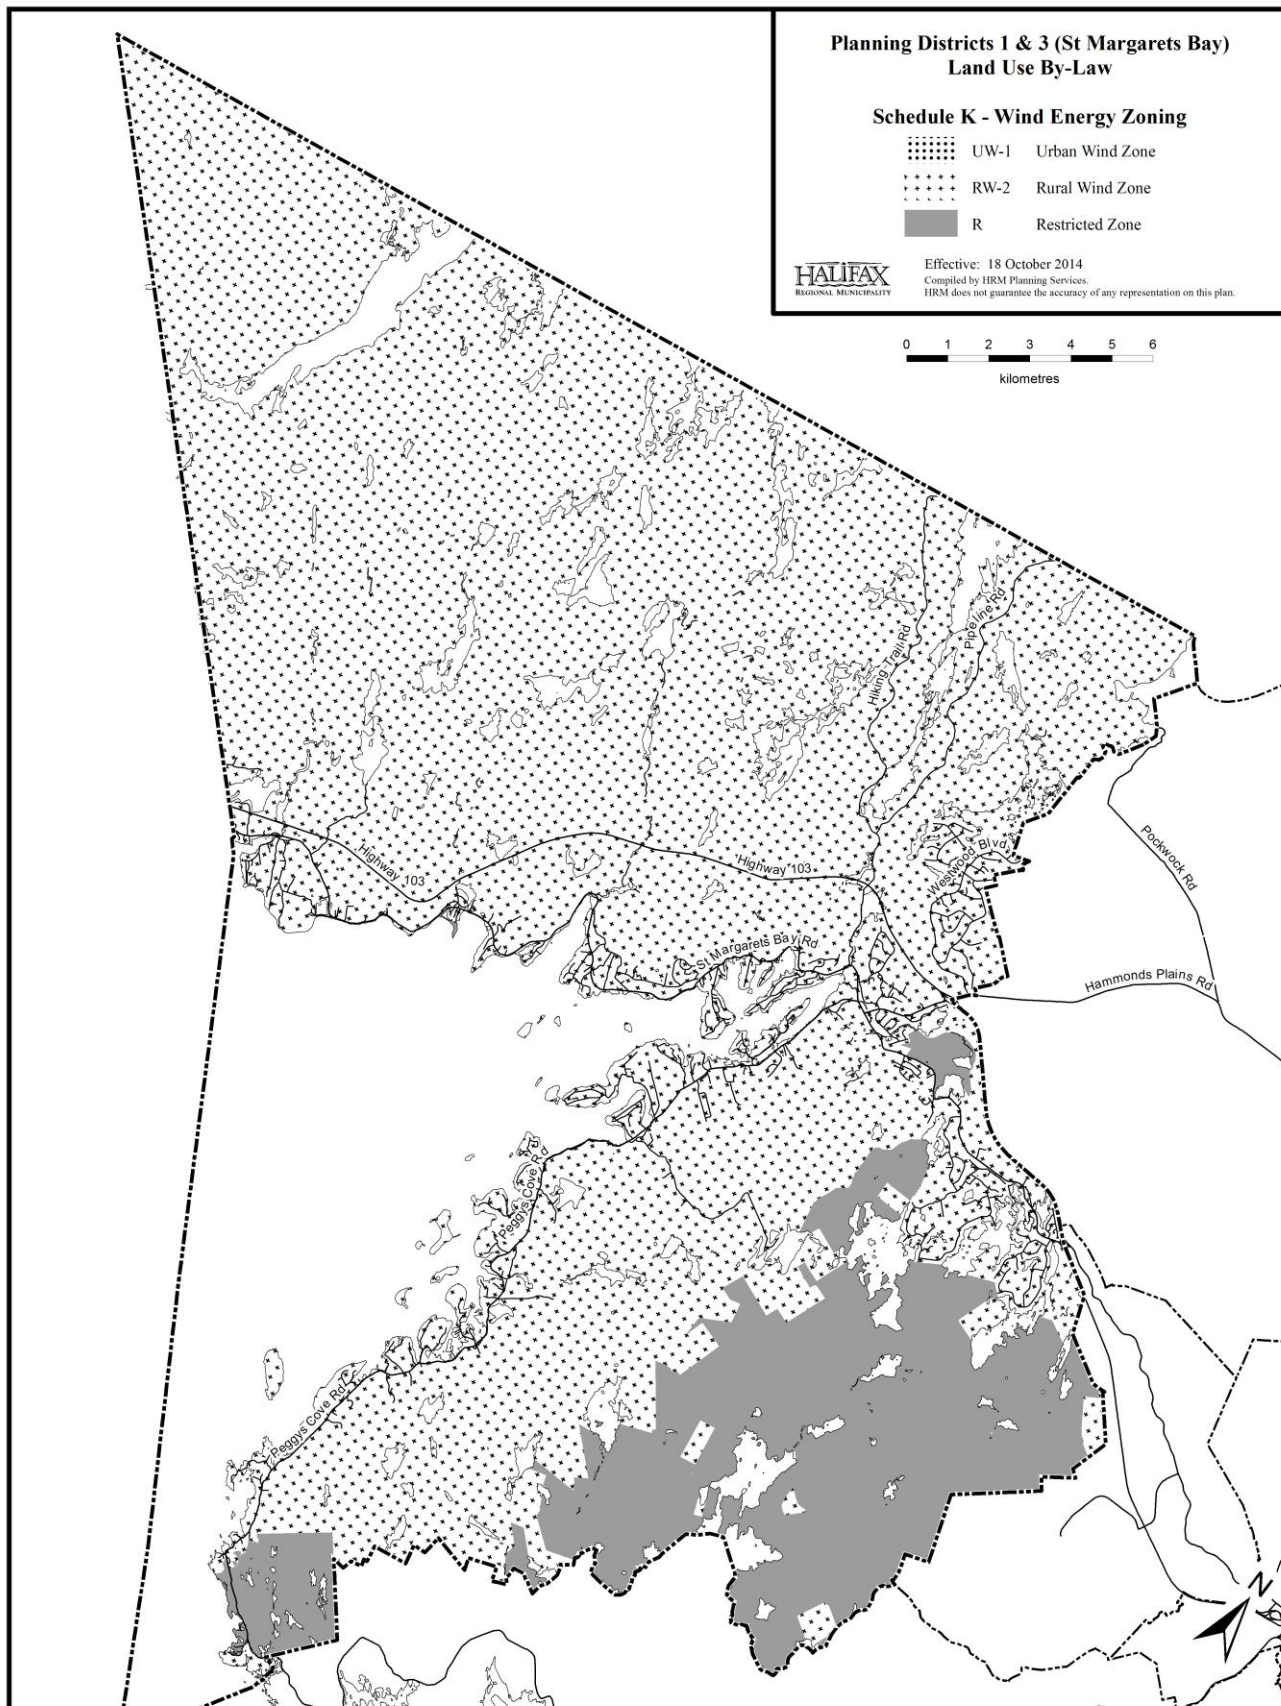 Planning Districts 1 & 3 (St Margarets Bay)
Land Use By-Law
Schedule K - Wind Energy Zoning
UW-1 Urban Wind Zone
RW-2 Rural Wind Zone
R Restricted Zone
HALIFAX
REGIONAL MUNICIPALITY
Effective: 18 October 2014
Compiled by HRM Planning Services.
HRM does not guarantee the accuracy of any representation on this plan.
0 1 2 3 4 5 6
kilometres
Hiking Trail Rd
Pipeline Rd
Pockwock Rd
Highway 103
Highway 103
Westwood Blvd
St Margarets Bay Rd
Hammonds Plains Rd
Peggys Cove Rd
Peggys Cove Rd
N